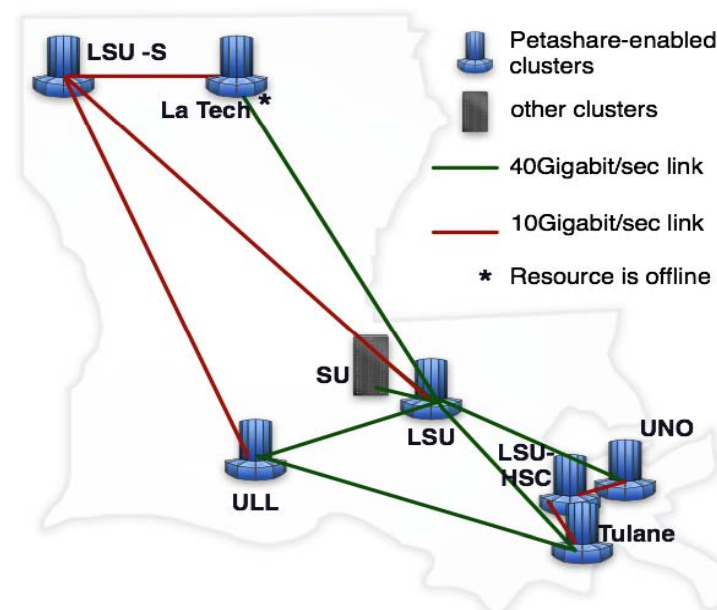 LSU -S
La Tech *
Petashare-enabled
clusters
other clusters
40Gigabit/sec link
10Gigabit/sec link
* Resource is offline
SU
LSU
ULL
LSU-
HSC
UNO
Tulane